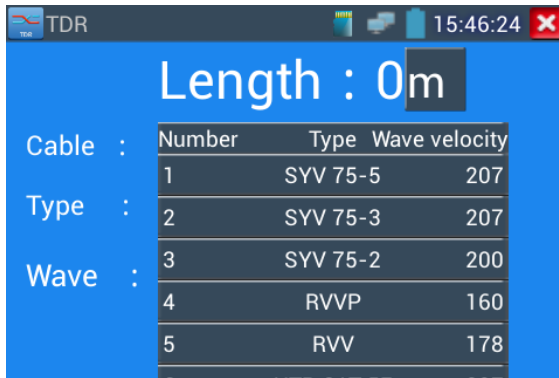 TDR
TDR 15:46:24
Length : 0m
Cable :
Type :
Wave :
Number Type Wave velocity
1 SYV 75-5 207
2 SYV 75-3 207
3 SYV 75-2 200
4 RVVP 160
5 RVV 178